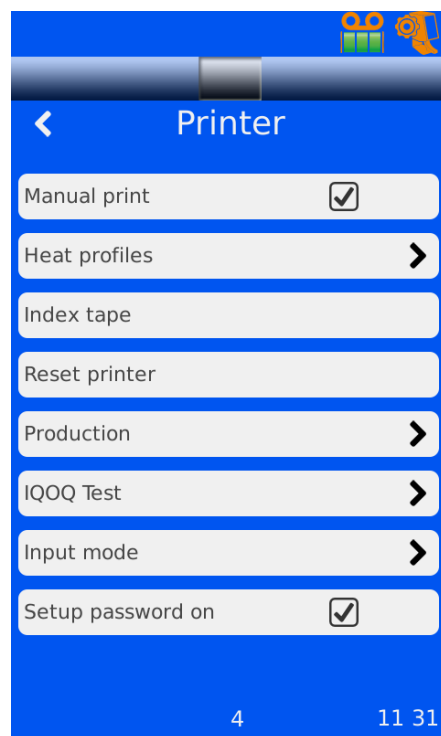 Printer
Manual print
Heat profiles
Index tape
Reset printer
Production
IQOQ Test
Input mode
Setup password on
4 11 31